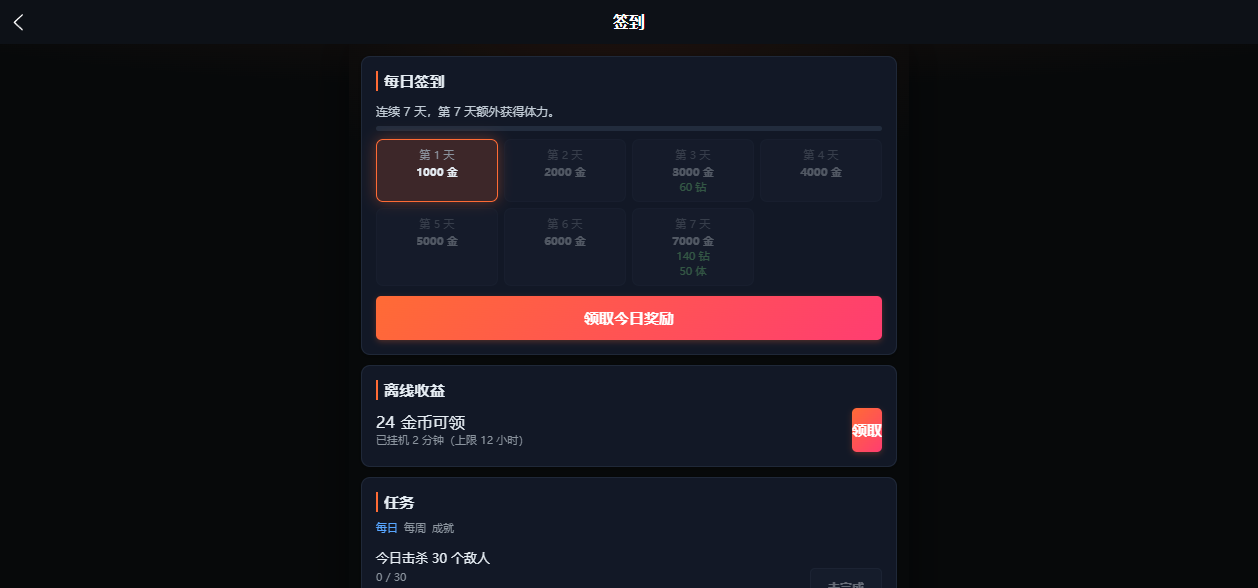 签到
每日签到
连续 7 天，第 7 天额外获得体力。
第 1 天
1000 金
第 2 天
2000 金
第 3 天
3000 金
60 钻
第 4 天
4000 金
第 5 天
5000 金
第 6 天
6000 金
第 7 天
7000 金
140 钻
50 体
领取今日奖励
离线收益
24 金币可领
已挂机 2 分钟（上限 12 小时）
领取
任务
每日 每周 成就
今日击杀 30 个敌人
0 / 30
未完成